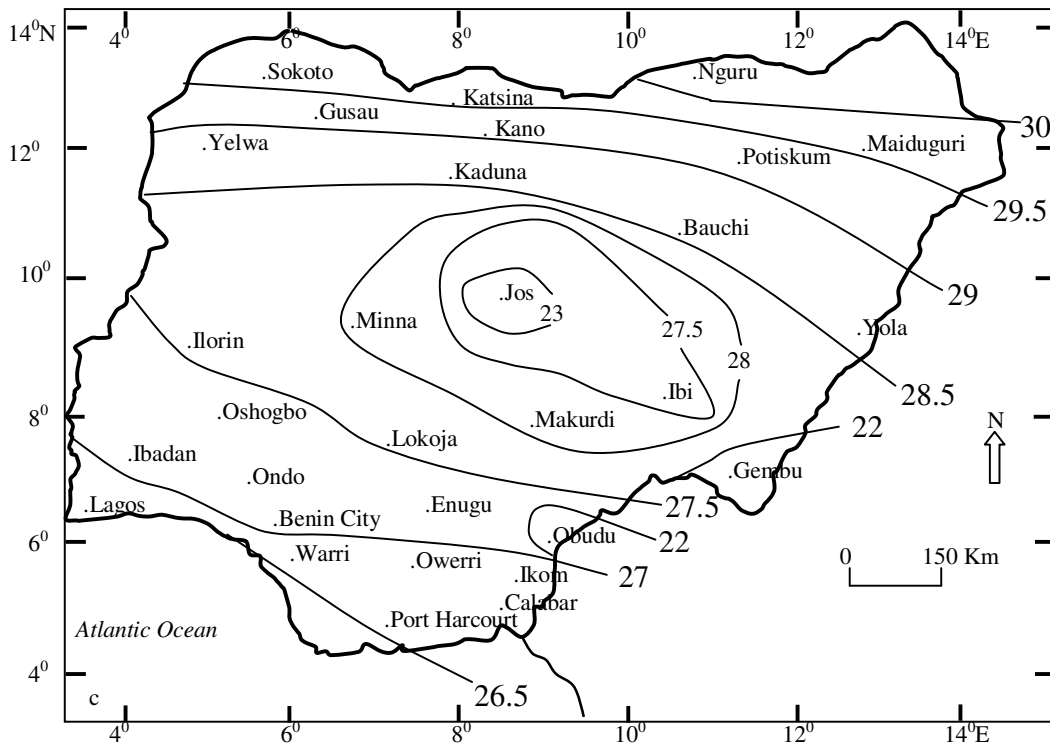 14⁰N 4⁰ 6⁰ 8⁰ 10⁰ 12⁰ 14⁰E
.Sokoto .Nguru
. Katsina
.Gusau
30
. Kano
.Yelwa .Maiduguri
12⁰
.Potiskum
.Kaduna
29.5
.Bauchi
10⁰
.Jos 29
23
.Minna 27.5 .Yola
.Ilorin
28
.Ibi 28.5
8⁰ .Oshogbo .Makurdi 22 N
.Lokoja
.Ibadan
.Ondo .Gembu
.Lagos .Enugu 27.5
.Benin City
6⁰ .Obudu 22
.Warri .Owerri 0 150 Km
.Ikom 27
.Calabar
.Port Harcourt
Atlantic Ocean
4⁰
c 26.5
4⁰ 6⁰ 8⁰ 10⁰ 12⁰ 14⁰E